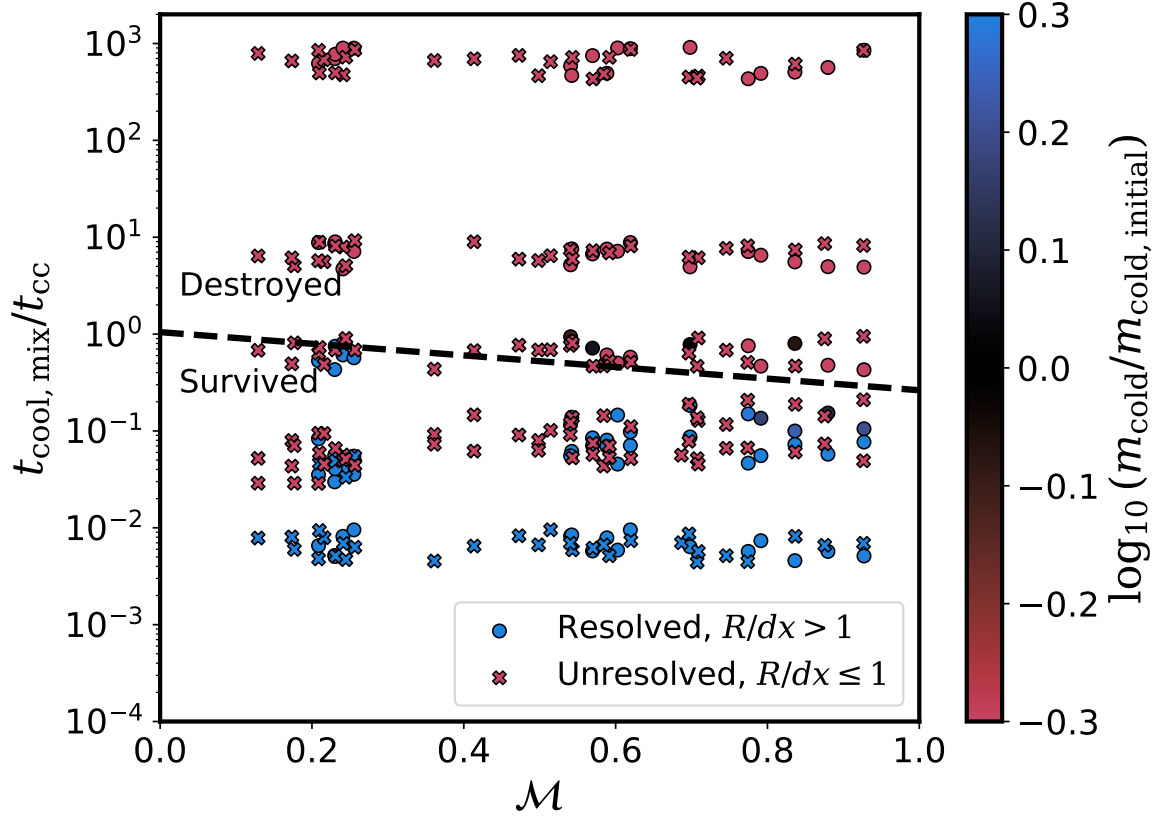 10³
10²
10¹
10⁰
10⁻¹
10⁻²
10⁻³
10⁻⁴
t_cool, mix/t_cc
Destroyed
Survived
Resolved, R/dx > 1
Unresolved, R/dx ≤ 1
0.0 0.2 0.4 0.6 0.8 1.0
ℳ
0.3
0.2
0.1
0.0
−0.1
−0.2
−0.3
log₁₀ (m_cold/m_cold, initial)